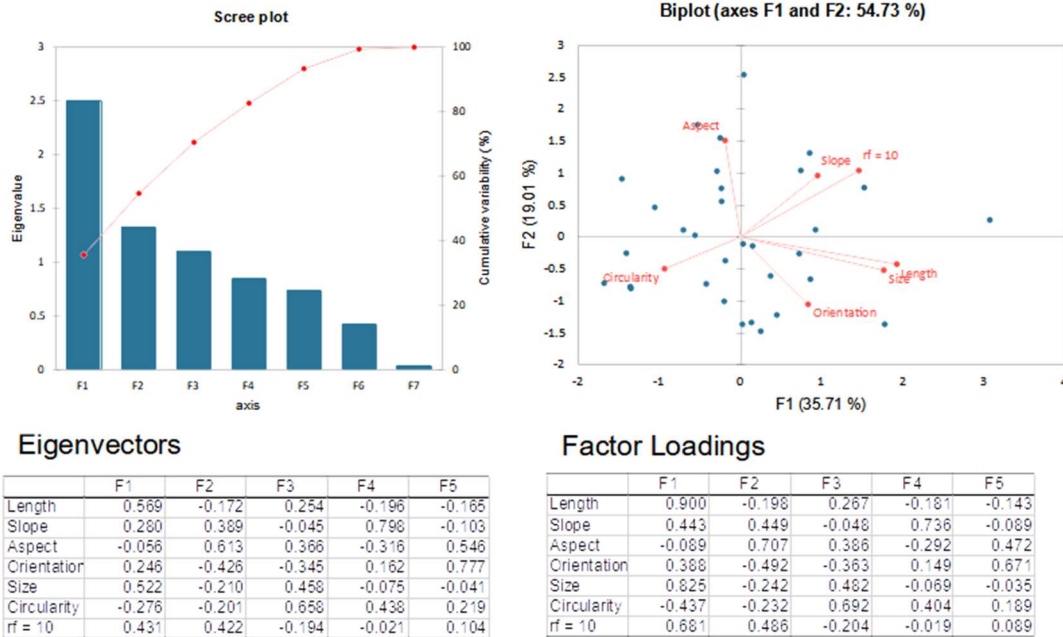 Scree plot
3
2.5
2
1.5
1
0.5
0
Eigenvalue
100
80
60
40
20
0
Cumulative variability (%)
F1 F2 F3 F4 F5 F6 F7
axis
Biplot (axes F1 and F2: 54.73 %)
3
2.5
2
1.5
1
0.5
0
-0.5
-1
-1.5
-2
F2 (19.01 %)
Aspect
Slope
rf = 10
Circularity
Length
Size
Orientation
-2 -1 0 1 2 3 4
F1 (35.71 %)
Eigenvectors
F1 F2 F3 F4 F5
Length 0.569 -0.172 0.254 -0.196 -0.165
Slope 0.280 0.389 -0.045 0.798 -0.103
Aspect -0.056 0.613 0.366 -0.316 0.546
Orientation 0.246 -0.426 -0.345 0.162 0.777
Size 0.522 -0.210 0.458 -0.075 -0.041
Circularity -0.276 -0.201 0.658 0.438 0.219
rf = 10 0.431 0.422 -0.194 -0.021 0.104
Factor Loadings
F1 F2 F3 F4 F5
Length 0.900 -0.198 0.267 -0.181 -0.143
Slope 0.443 0.449 -0.048 0.736 -0.089
Aspect -0.089 0.707 0.386 -0.292 0.472
Orientation 0.388 -0.492 -0.363 0.149 0.671
Size 0.825 -0.242 0.482 -0.069 -0.035
Circularity -0.437 -0.232 0.692 0.404 0.189
rf = 10 0.681 0.486 -0.204 -0.019 0.089